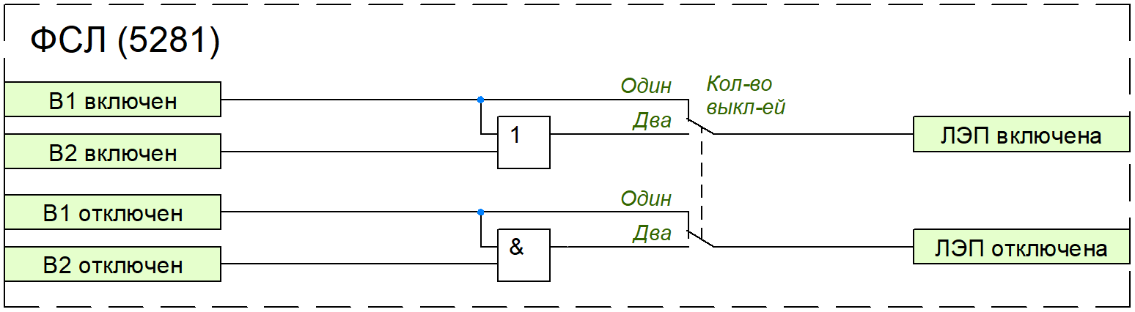 ФСЛ (5281)
В1 включен
Один
Кол-во
выкл-ей
Два
1
ЛЭП включена
В2 включен
В1 отключен
Один
Два
&
ЛЭП отключена
В2 отключен